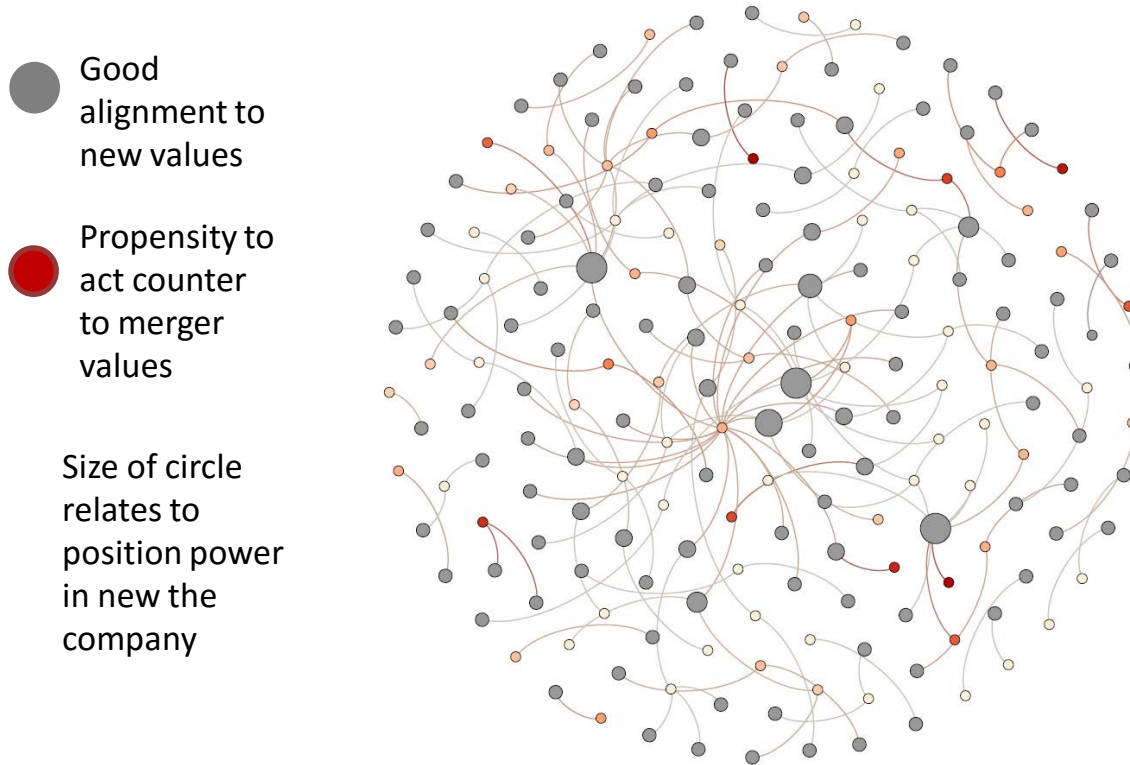 Good
alignment to
new values
Propensity to
act counter
to merger
values
Size of circle
relates to
position power
in new the
company